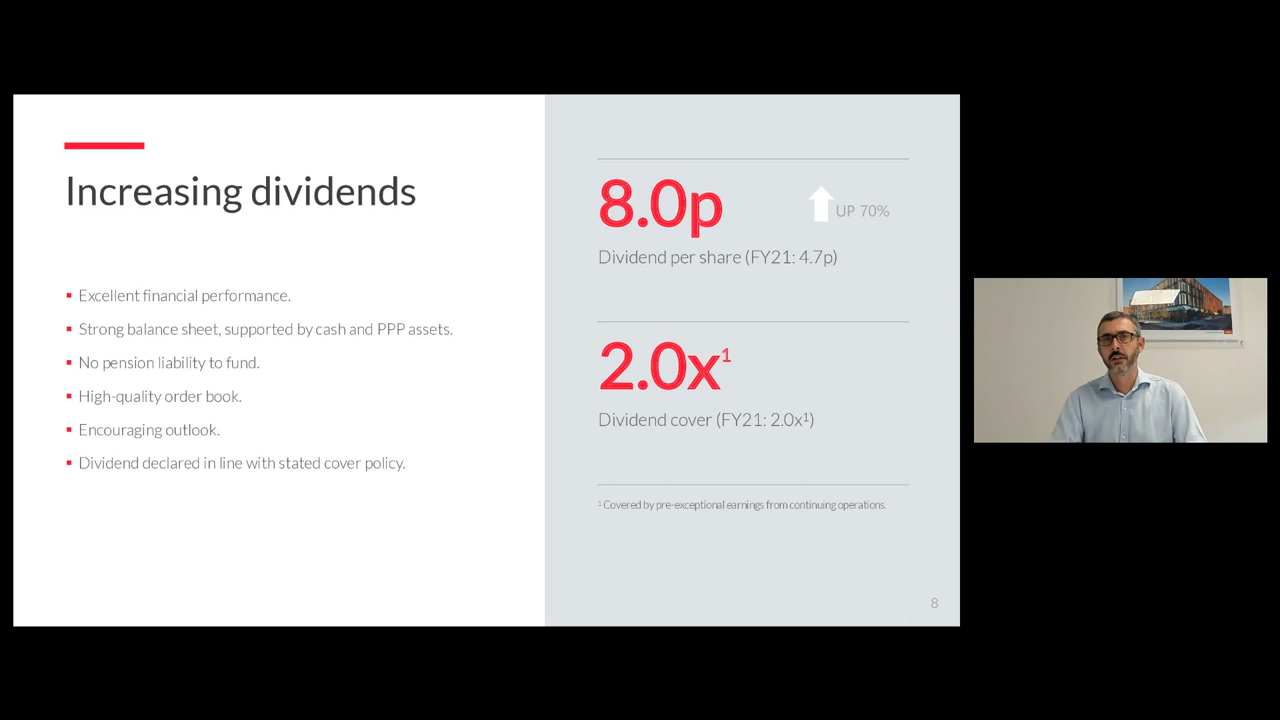 Increasing dividends
▪ Excellent financial performance.
▪ Strong balance sheet, supported by cash and PPP assets.
▪ No pension liability to fund.
▪ High-quality order book.
▪ Encouraging outlook.
▪ Dividend declared in line with stated cover policy.
8.0p
UP 70%
Dividend per share (FY21: 4.7p)
2.0x¹
Dividend cover (FY21: 2.0x¹)
¹ Covered by pre-exceptional earnings from continuing operations.
8